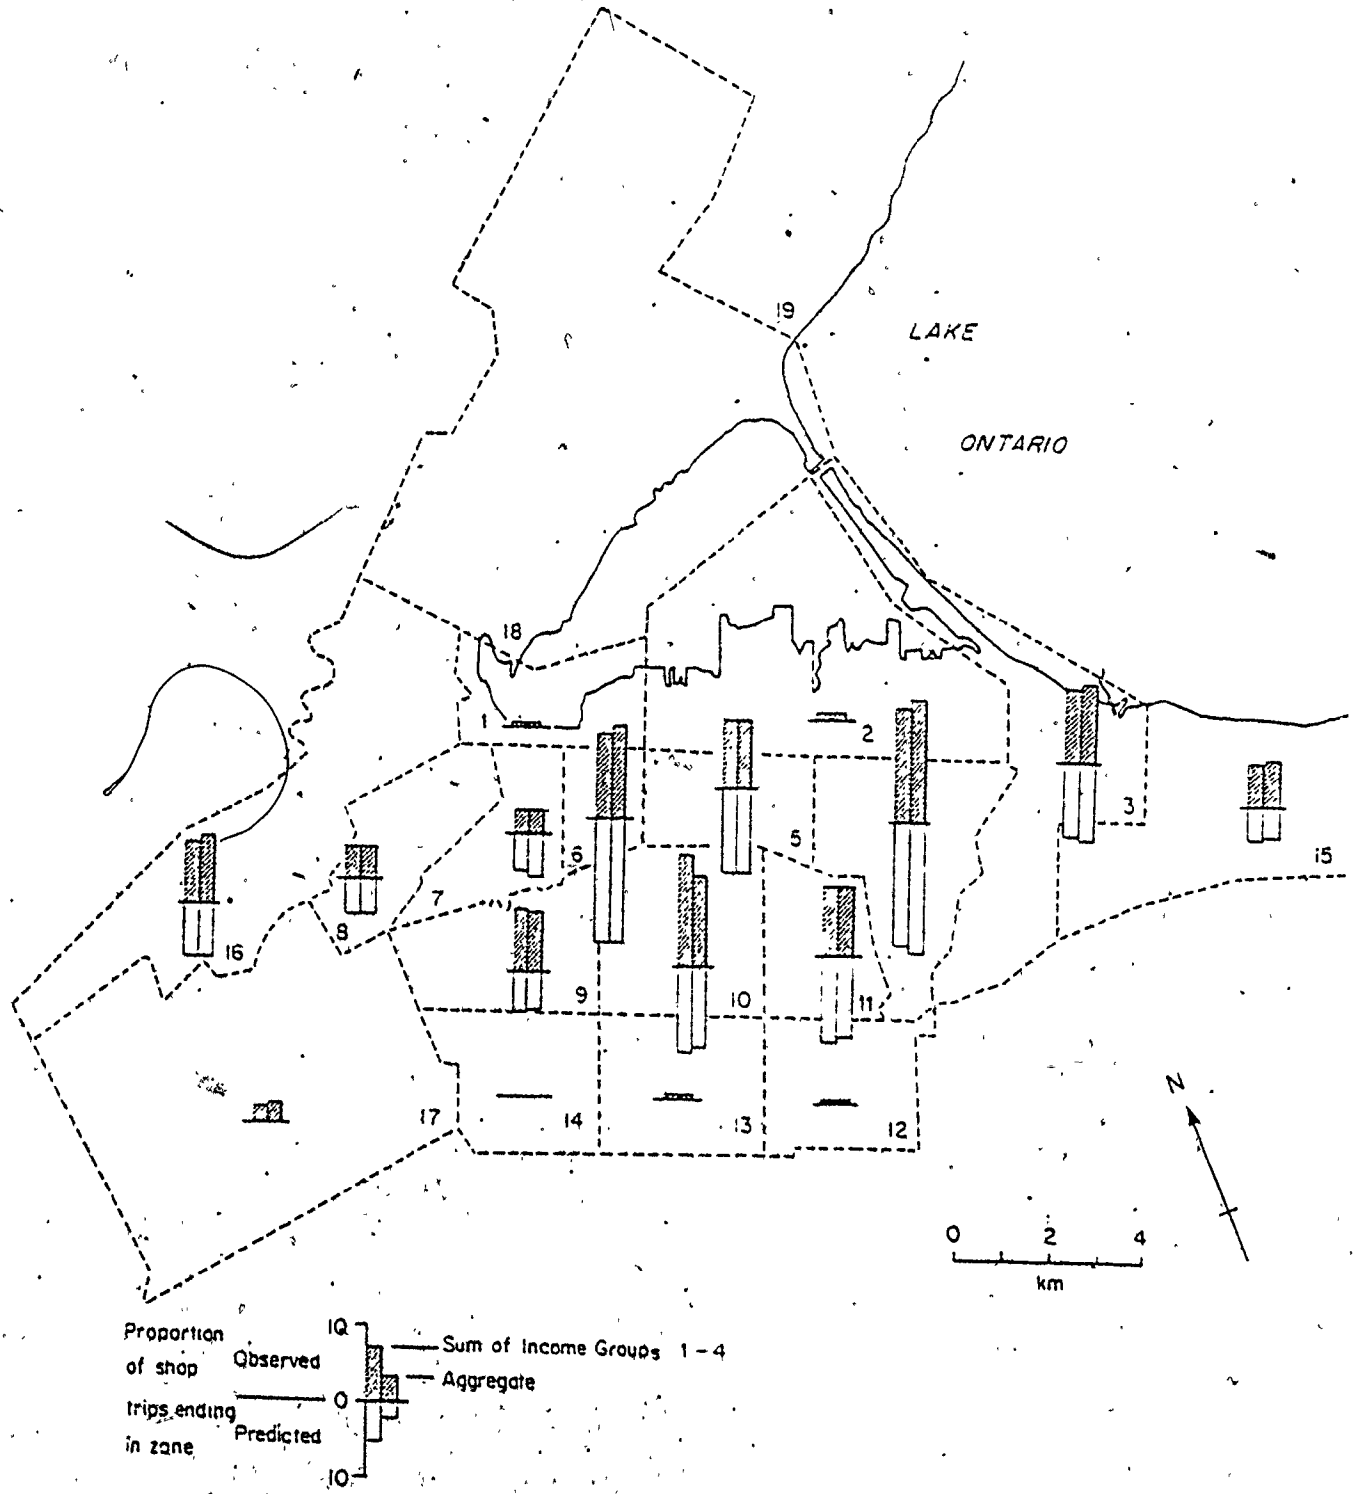 19
LAKE
ONTARIO
18
1
2
3
5
6
15
7
8
16
9
10
11
17
14
13
12
N
0 2 4
km
Proportion
of shop
trips ending
in zone
Observed
Predicted
10
0
10
Sum of Income Groups 1-4
Aggregate